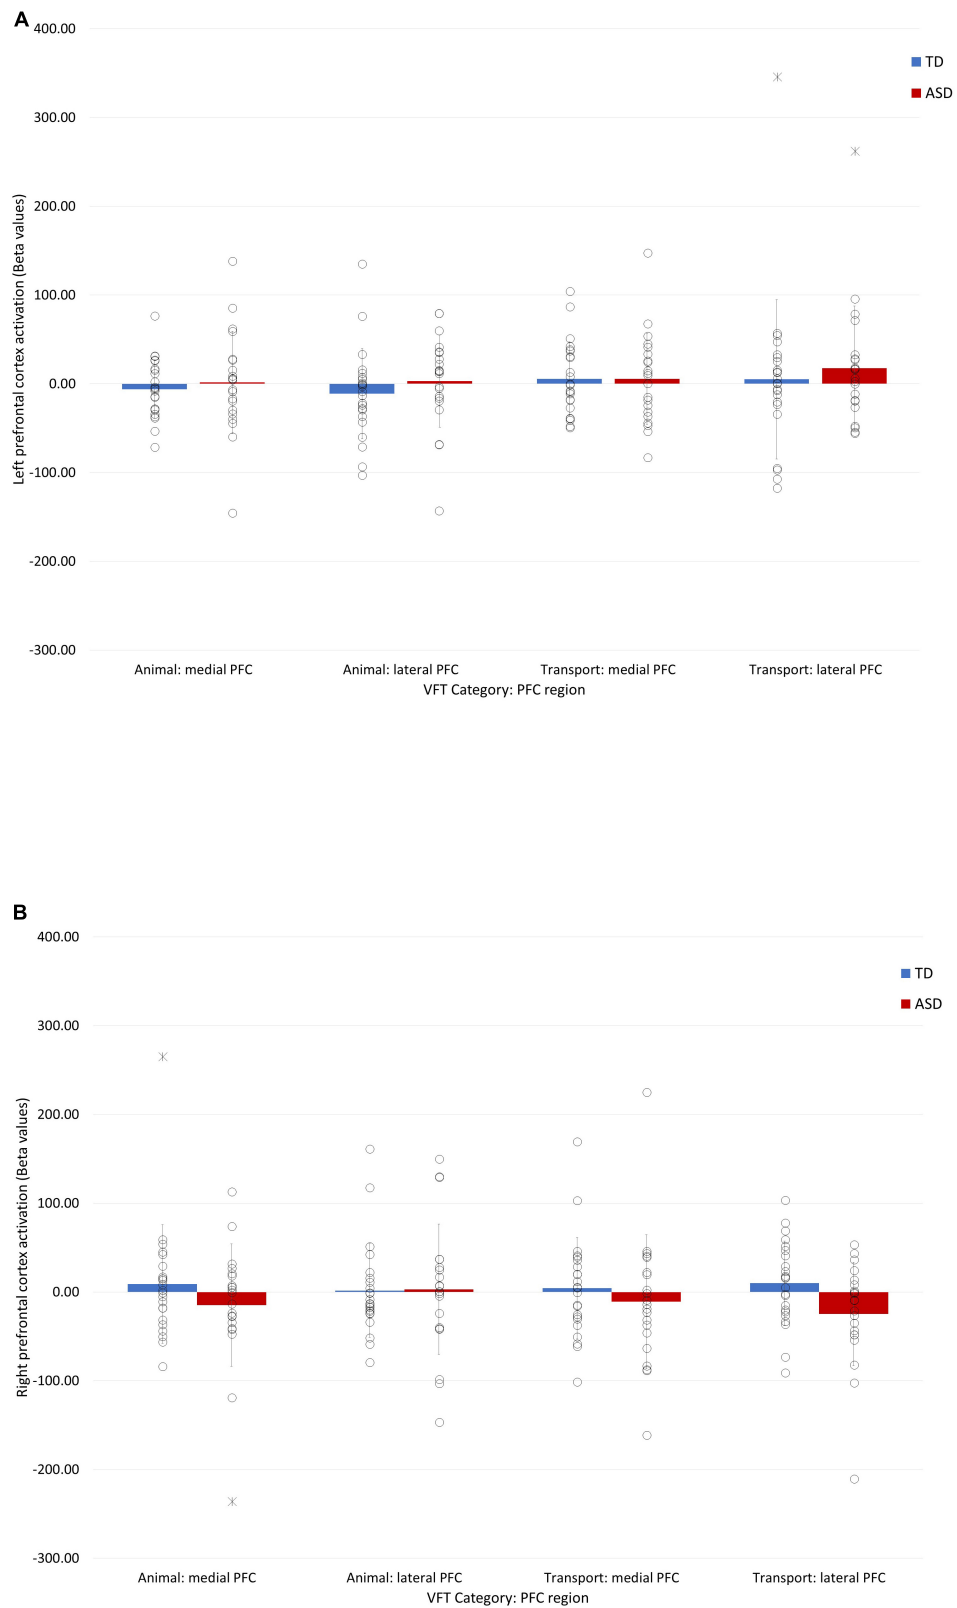 A
400.00
300.00
200.00
100.00
0.00
-100.00
-200.00
-300.00
Left prefrontal cortex activation (Beta values)
TD
ASD
Animal: medial PFC
Animal: lateral PFC
Transport: medial PFC
Transport: lateral PFC
VFT Category: PFC region
B
400.00
300.00
200.00
100.00
0.00
-100.00
-200.00
-300.00
Right prefrontal cortex activation (Beta values)
TD
ASD
Animal: medial PFC
Animal: lateral PFC
Transport: medial PFC
Transport: lateral PFC
VFT Category: PFC region